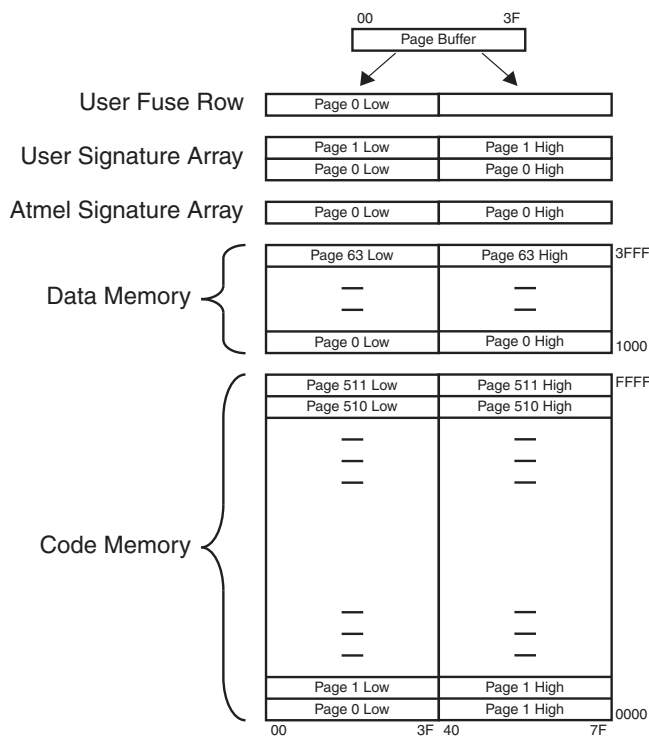 00 3F
Page Buffer
User Fuse Row
Page 0 Low
User Signature Array
Page 1 Low Page 1 High
Page 0 Low Page 0 High
Atmel Signature Array
Page 0 Low Page 0 High
Data Memory
Page 63 Low Page 63 High 3FFF
Page 0 Low Page 0 High 1000
Code Memory
Page 511 Low Page 511 High FFFF
Page 510 Low Page 510 High
Page 1 Low Page 1 High
Page 0 Low Page 1 High 0000
00 3F 40 7F